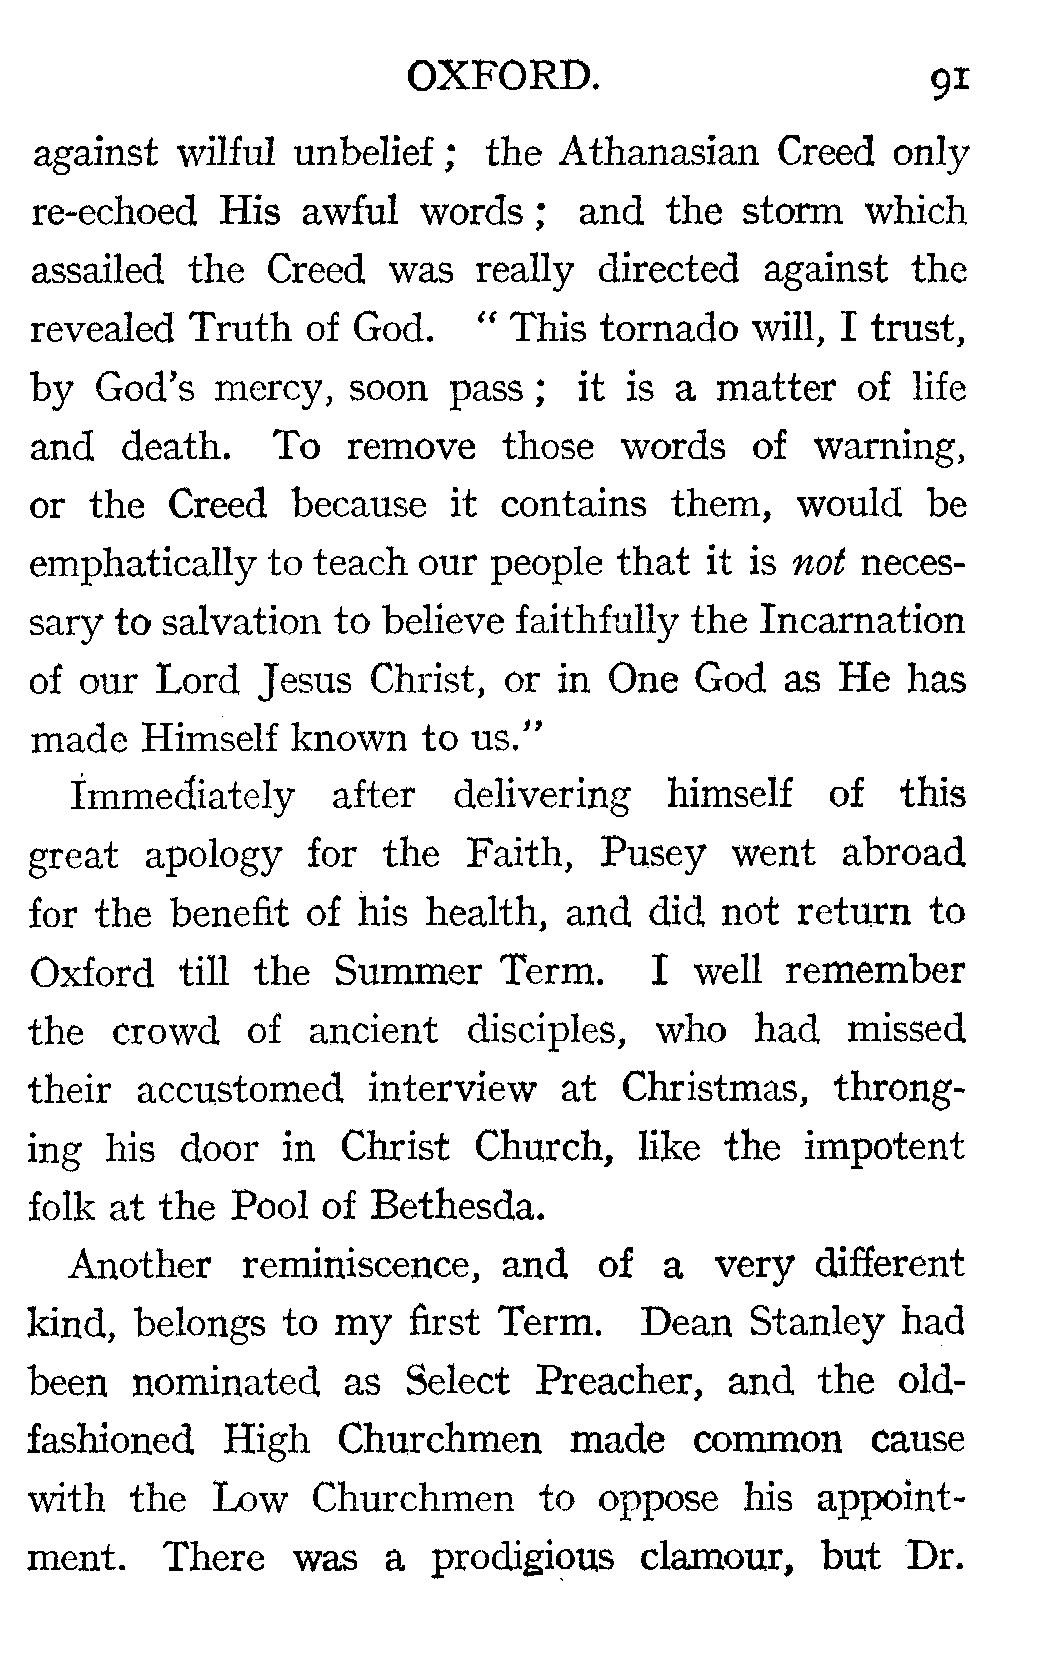 OXFORD. 91
against wilful unbelief ; the Athanasian Creed only
re-echoed His awful words ; and the storm which
assailed the Creed was really directed against the
revealed Truth of God. “ This tornado will, I trust,
by God’s mercy, soon pass ; it is a matter of life
and death. To remove those words of warning,
or the Creed because it contains them, would be
emphatically to teach our people that it is not neces-
sary to salvation to believe faithfully the Incarnation
of our Lord Jesus Christ, or in One God as He has
made Himself known to us.”
Immediately after delivering himself of this
great apology for the Faith, Pusey went abroad
for the benefit of his health, and did not return to
Oxford till the Summer Term. I well remember
the crowd of ancient disciples, who had missed
their accustomed interview at Christmas, throng-
ing his door in Christ Church, like the impotent
folk at the Pool of Bethesda.
Another reminiscence, and of a very different
kind, belongs to my first Term. Dean Stanley had
been nominated as Select Preacher, and the old-
fashioned High Churchmen made common cause
with the Low Churchmen to oppose his appoint-
ment. There was a prodigious clamour, but Dr.